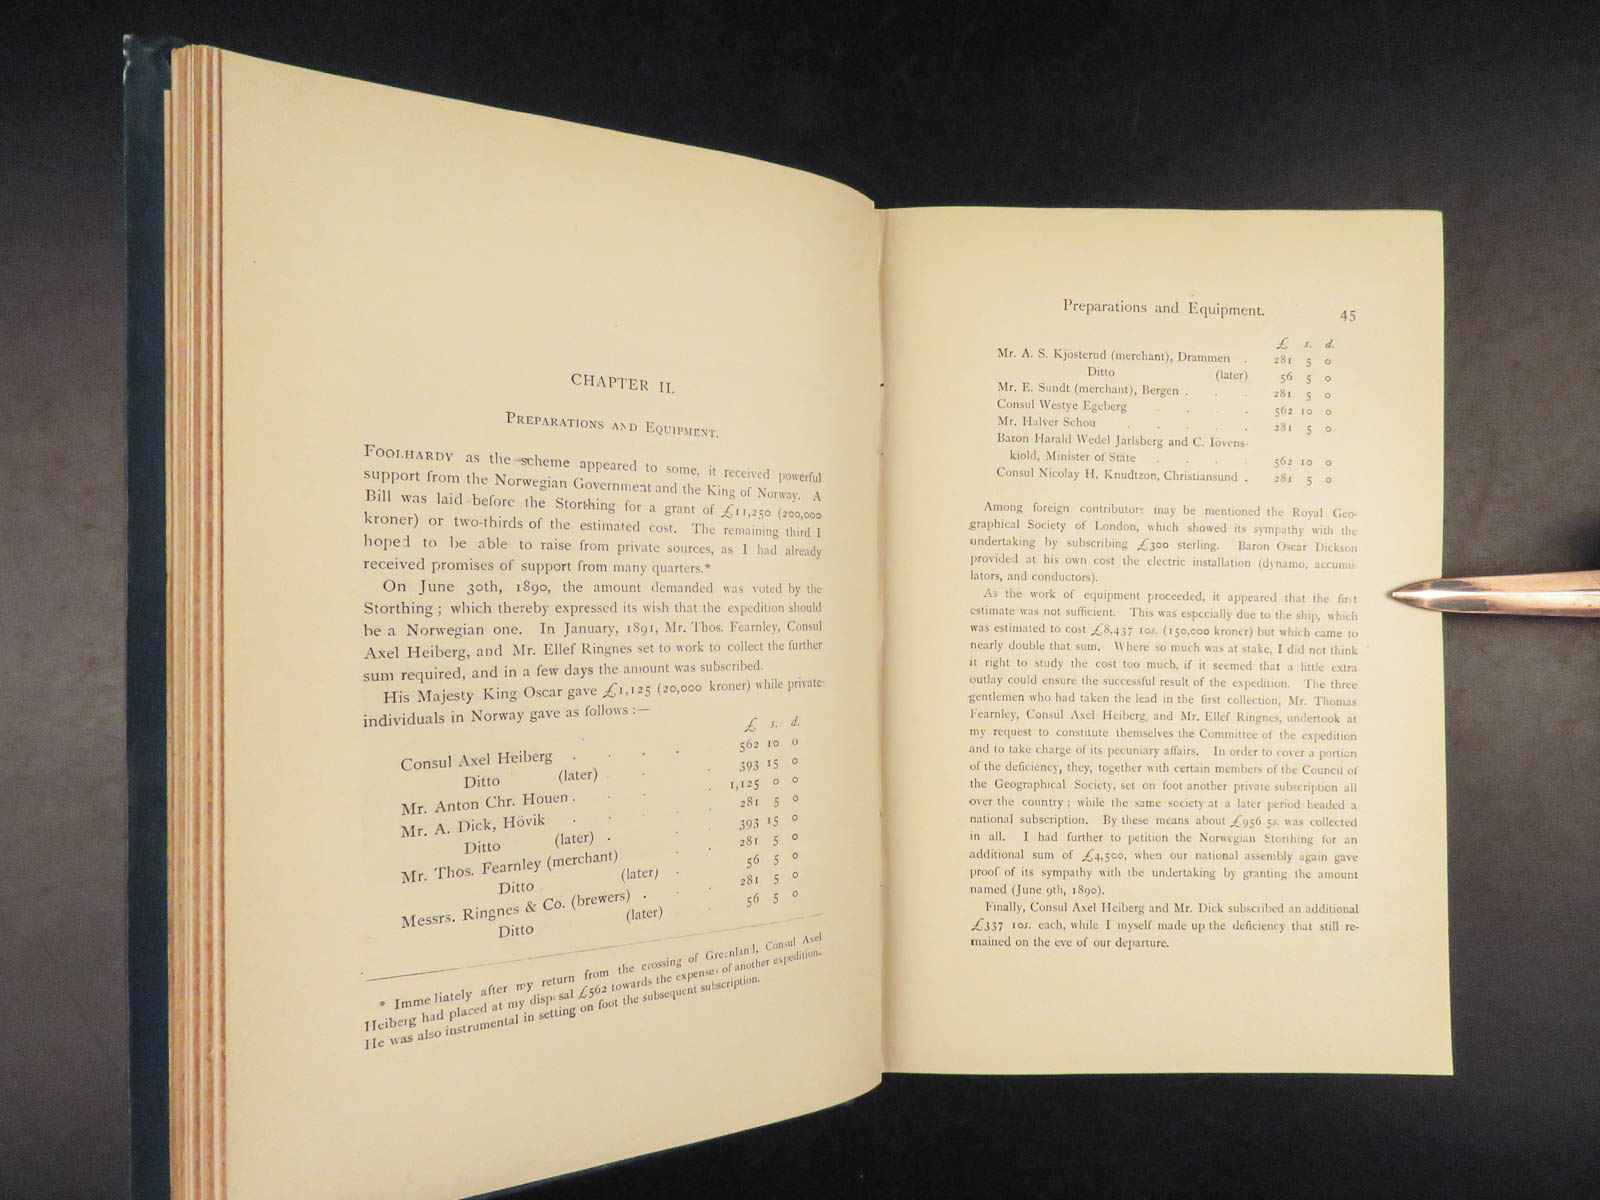 CHAPTER II.
PREPARATIONS AND EQUIPMENT.
FOOLHARDY as the scheme appeared to some, it received powerful
support from the Norwegian Government and the King of Norway. A
Bill was laid before the Storthing for a grant of £11,250 (200,000
kroner) or two-thirds of the estimated cost. The remaining third I
hoped to be able to raise from private sources, as I had already
received promises of support from many quarters.*
On June 30th, 1890, the amount demanded was voted by the
Storthing; which thereby expressed its wish that the expedition should
be a Norwegian one. In January, 1891, Mr. Thos. Fearnley, Consul
Axel Heiberg, and Mr. Ellef Ringnes set to work to collect the further
sum required, and in a few days the amount was subscribed.
His Majesty King Oscar gave £1,125 (20,000 kroner) while private
individuals in Norway gave as follows:—
£ s. d.
Consul Axel Heiberg . . . 562 10 0
Ditto (later) . . 393 15 0
Mr. Anton Chr. Houen . . . . 1,125 0 0
Mr. A. Dick, Hövik . . . 281 5 0
Ditto (later) . . . 393 15 0
Mr. Thos. Fearnley (merchant) . . 281 5 0
Ditto (later) . 56 5 0
Messrs. Ringnes & Co. (brewers) . . . 281 5 0
Ditto (later) . . 56 5 0
* Immediately after my return from the crossing of Greenland, Consul Axel
Heiberg had placed at my disposal £562 towards the expenses of another expedition.
He was also instrumental in setting on foot the subsequent subscription.
Preparations and Equipment. 45
£ s. d.
Mr. A. S. Kjösterud (merchant), Drammen . 281 5 0
Ditto (later) 56 5 0
Mr. E. Sundt (merchant), Bergen . . . 281 5 0
Consul Westye Egeberg . . . 562 10 0
Mr. Halver Schou . . . . . 281 5 0
Baron Harald Wedel Jarlsberg and C. Lövens-
kiold, Minister of State . . . . 562 10 0
Consul Nicolay H. Knudtzon, Christiansund . 281 5 0
Among foreign contributors may be mentioned the Royal Geo-
graphical Society of London, which showed its sympathy with the
undertaking by subscribing £300 sterling. Baron Oscar Dickson
provided at his own cost the electric installation (dynamo, accumu-
lators, and conductors).
As the work of equipment proceeded, it appeared that the first
estimate was not sufficient. This was especially due to the ship, which
was estimated to cost £8,437 10s. (150,000 kroner) but which came to
nearly double that sum. Where so much was at stake, I did not think
it right to study the cost too much, if it seemed that a little extra
outlay could ensure the successful result of the expedition. The three
gentlemen who had taken the lead in the first collection, Mr. Thomas
Fearnley, Consul Axel Heiberg, and Mr. Ellef Ringnes, undertook at
my request to constitute themselves the Committee of the expedition
and to take charge of its pecuniary affairs. In order to cover a portion
of the deficiency, they, together with certain members of the Council of
the Geographical Society, set on foot another private subscription all
over the country; while the same society at a later period headed a
national subscription. By these means about £956 5s. was collected
in all. I had further to petition the Norwegian Storthing for an
additional sum of £4,500, when our national assembly again gave
proof of its sympathy with the undertaking by granting the amount
named (June 9th, 1890).
Finally, Consul Axel Heiberg and Mr. Dick subscribed an additional
£337 10s. each, while I myself made up the deficiency that still re-
mained on the eve of our departure.